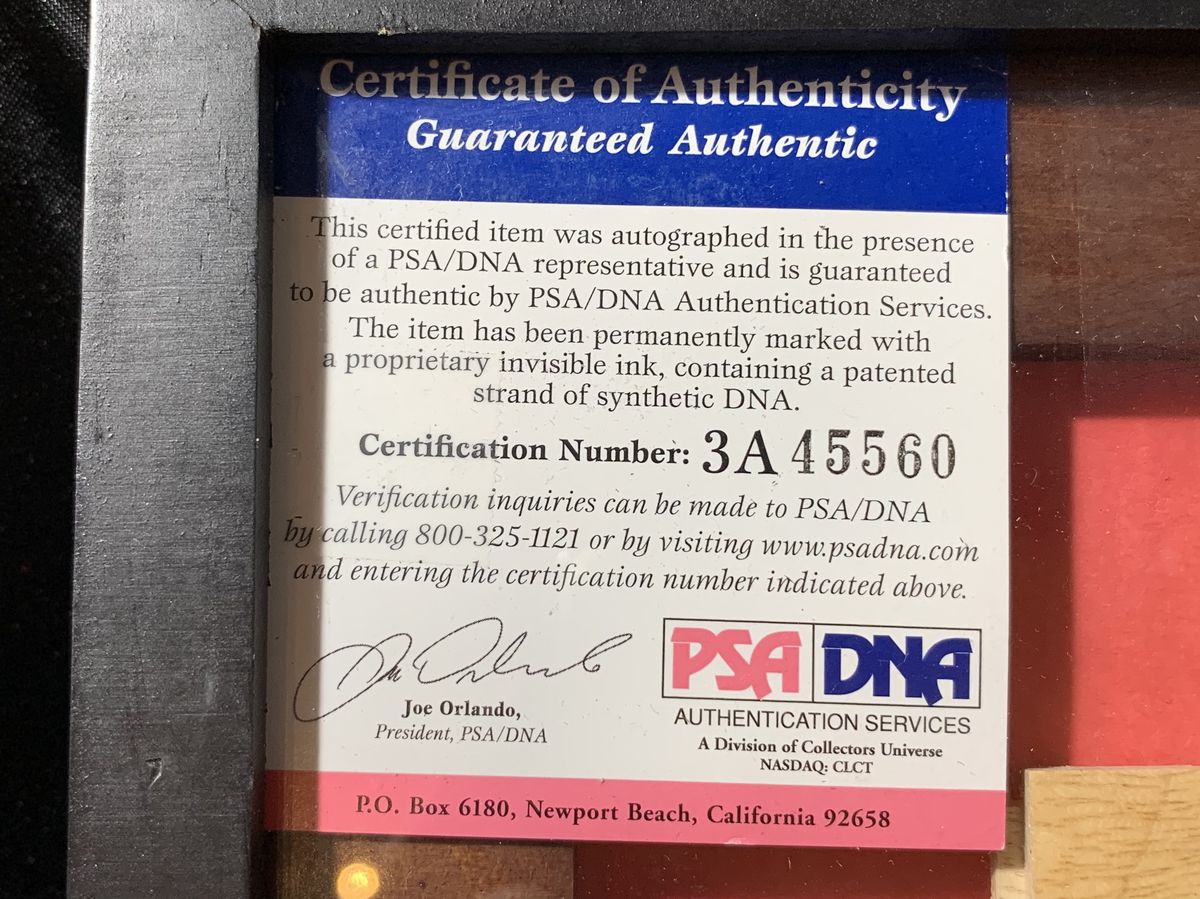 Certificate of Authenticity
Guaranteed Authentic
This certified item was autographed in the presence
of a PSA/DNA representative and is guaranteed
to be authentic by PSA/DNA Authentication Services.
The item has been permanently marked with
a proprietary invisible ink, containing a patented
strand of synthetic DNA.
Certification Number: 3A45560
Verification inquiries can be made to PSA/DNA
by calling 800-325-1121 or by visiting www.psadna.com
and entering the certification number indicated above.
Joe Orlando,
President, PSA/DNA
PSA DNA
AUTHENTICATION SERVICES
A Division of Collectors Universe
NASDAQ: CLCT
P.O. Box 6180, Newport Beach, California 92658